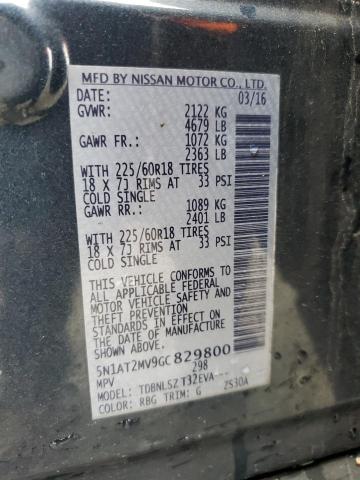 MFD BY NISSAN MOTOR CO., LTD.
DATE: 03/16
GVWR: 2122 KG
4679 LB
GAWR FR.: 1072 KG
2363 LB
WITH 225/60R18 TIRES
18 X 7J RIMS AT 33 PSI
COLD SINGLE
GAWR RR.: 1089 KG
2401 LB
WITH 225/60R18 TIRES
18 X 7J RIMS AT 33 PSI
COLD SINGLE
THIS VEHICLE CONFORMS TO
ALL APPLICABLE FEDERAL
MOTOR VEHICLE SAFETY AND
THEFT PREVENTION
STANDARDS IN EFFECT ON
THE DATE OF MANUFACTURE
SHOWN ABOVE.
5N1AT2MV9GC829800
MPV 298
MODEL: TDBNLSZ T32EVA---
COLOR: RBG TRIM: G ZS30A